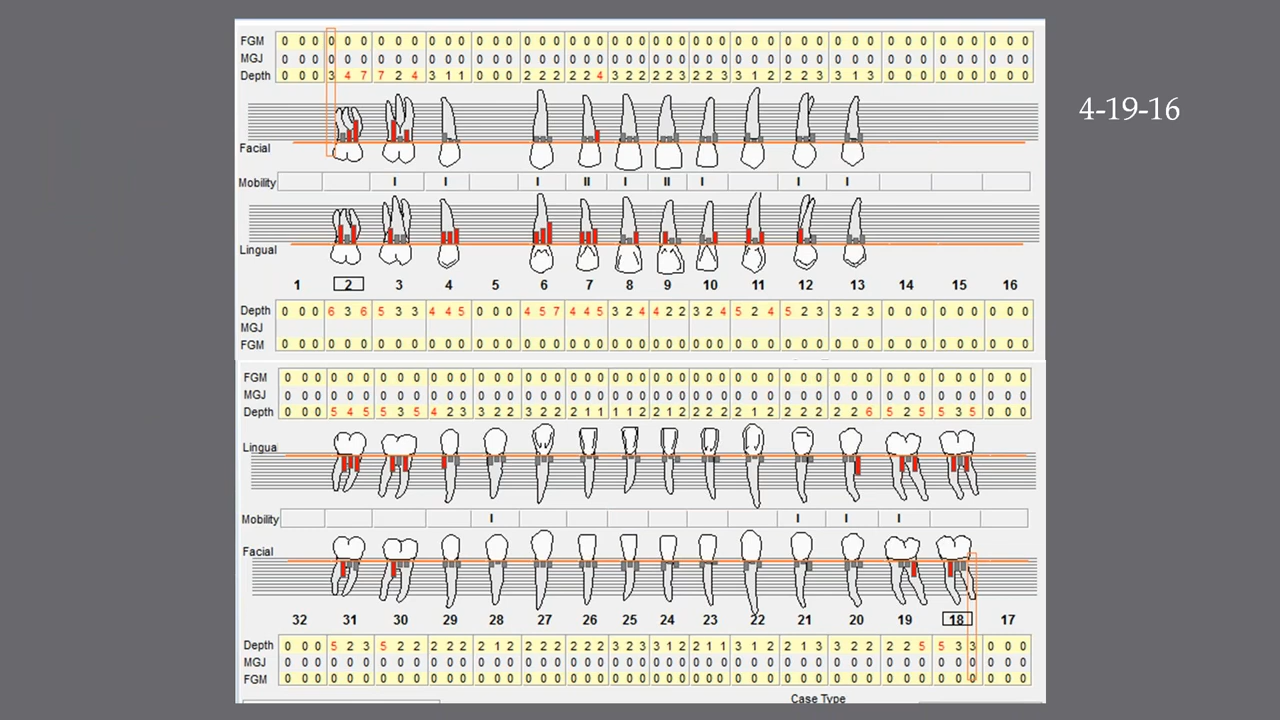 FGM 0 0 0 0 0 0 0 0 0 0 0 0 0 0 0 0 0 0 0 0 0 0 0 0 0 0 0 0 0 0 0 0 0 0 0 0 0 0 0 0 0 0 0 0 0 0 0 0
4-19-16
MGJ 0 0 0 0 0 0 0 0 0 0 0 0 0 0 0 0 0 0 0 0 0 0 0 0 0 0 0 0 0 0 0 0 0 0 0 0 0 0 0 0 0 0 0 0 0 0 0 0
Depth 0 0 0 3 4 7 7 2 4 3 1 1 0 0 0 2 2 2 2 2 4 3 2 2 2 2 3 2 2 3 3 1 2 2 2 3 3 1 3 0 0 0 0 0 0 0 0 0
Facial
Mobility I I I II I II I I I
Lingual
1 2 3 4 5 6 7 8 9 10 11 12 13 14 15 16
Depth 0 0 0 6 3 6 5 3 3 4 4 5 0 0 0 4 5 7 4 4 5 3 2 4 4 2 2 3 2 4 5 2 4 5 2 3 3 2 3 0 0 0 0 0 0 0 0 0
MGJ
FGM 0 0 0 0 0 0 0 0 0 0 0 0 0 0 0 0 0 0 0 0 0 0 0 0 0 0 0 0 0 0 0 0 0 0 0 0 0 0 0 0 0 0 0 0 0 0 0 0
FGM 0 0 0 0 0 0 0 0 0 0 0 0 0 0 0 0 0 0 0 0 0 0 0 0 0 0 0 0 0 0 0 0 0 0 0 0 0 0 0 0 0 0 0 0 0 0 0 0
MGJ 0 0 0 0 0 0 0 0 0 0 0 0 0 0 0 0 0 0 0 0 0 0 0 0 0 0 0 0 0 0 0 0 0 0 0 0 0 0 0 0 0 0 0 0 0 0 0 0
Depth 0 0 0 5 4 5 5 3 5 4 2 3 3 2 2 3 2 2 2 1 1 1 1 2 2 1 2 2 2 2 2 1 2 2 2 2 2 2 6 5 2 5 5 3 5 0 0 0
Lingua
Mobility I I I I
Facial
32 31 30 29 28 27 26 25 24 23 22 21 20 19 18 17
Depth 0 0 0 5 2 3 5 2 2 2 2 2 2 1 2 2 2 2 2 2 2 3 2 3 3 1 2 2 1 1 3 1 2 2 1 3 3 2 2 2 2 5 5 3 3 0 0 0
MGJ 0 0 0 0 0 0 0 0 0 0 0 0 0 0 0 0 0 0 0 0 0 0 0 0 0 0 0 0 0 0 0 0 0 0 0 0 0 0 0 0 0 0 0 0 0 0 0 0
FGM 0 0 0 0 0 0 0 0 0 0 0 0 0 0 0 0 0 0 0 0 0 0 0 0 0 0 0 0 0 0 0 0 0 0 0 0 0 0 0 0 0 0 0 0 0 0 0 0
Case Type